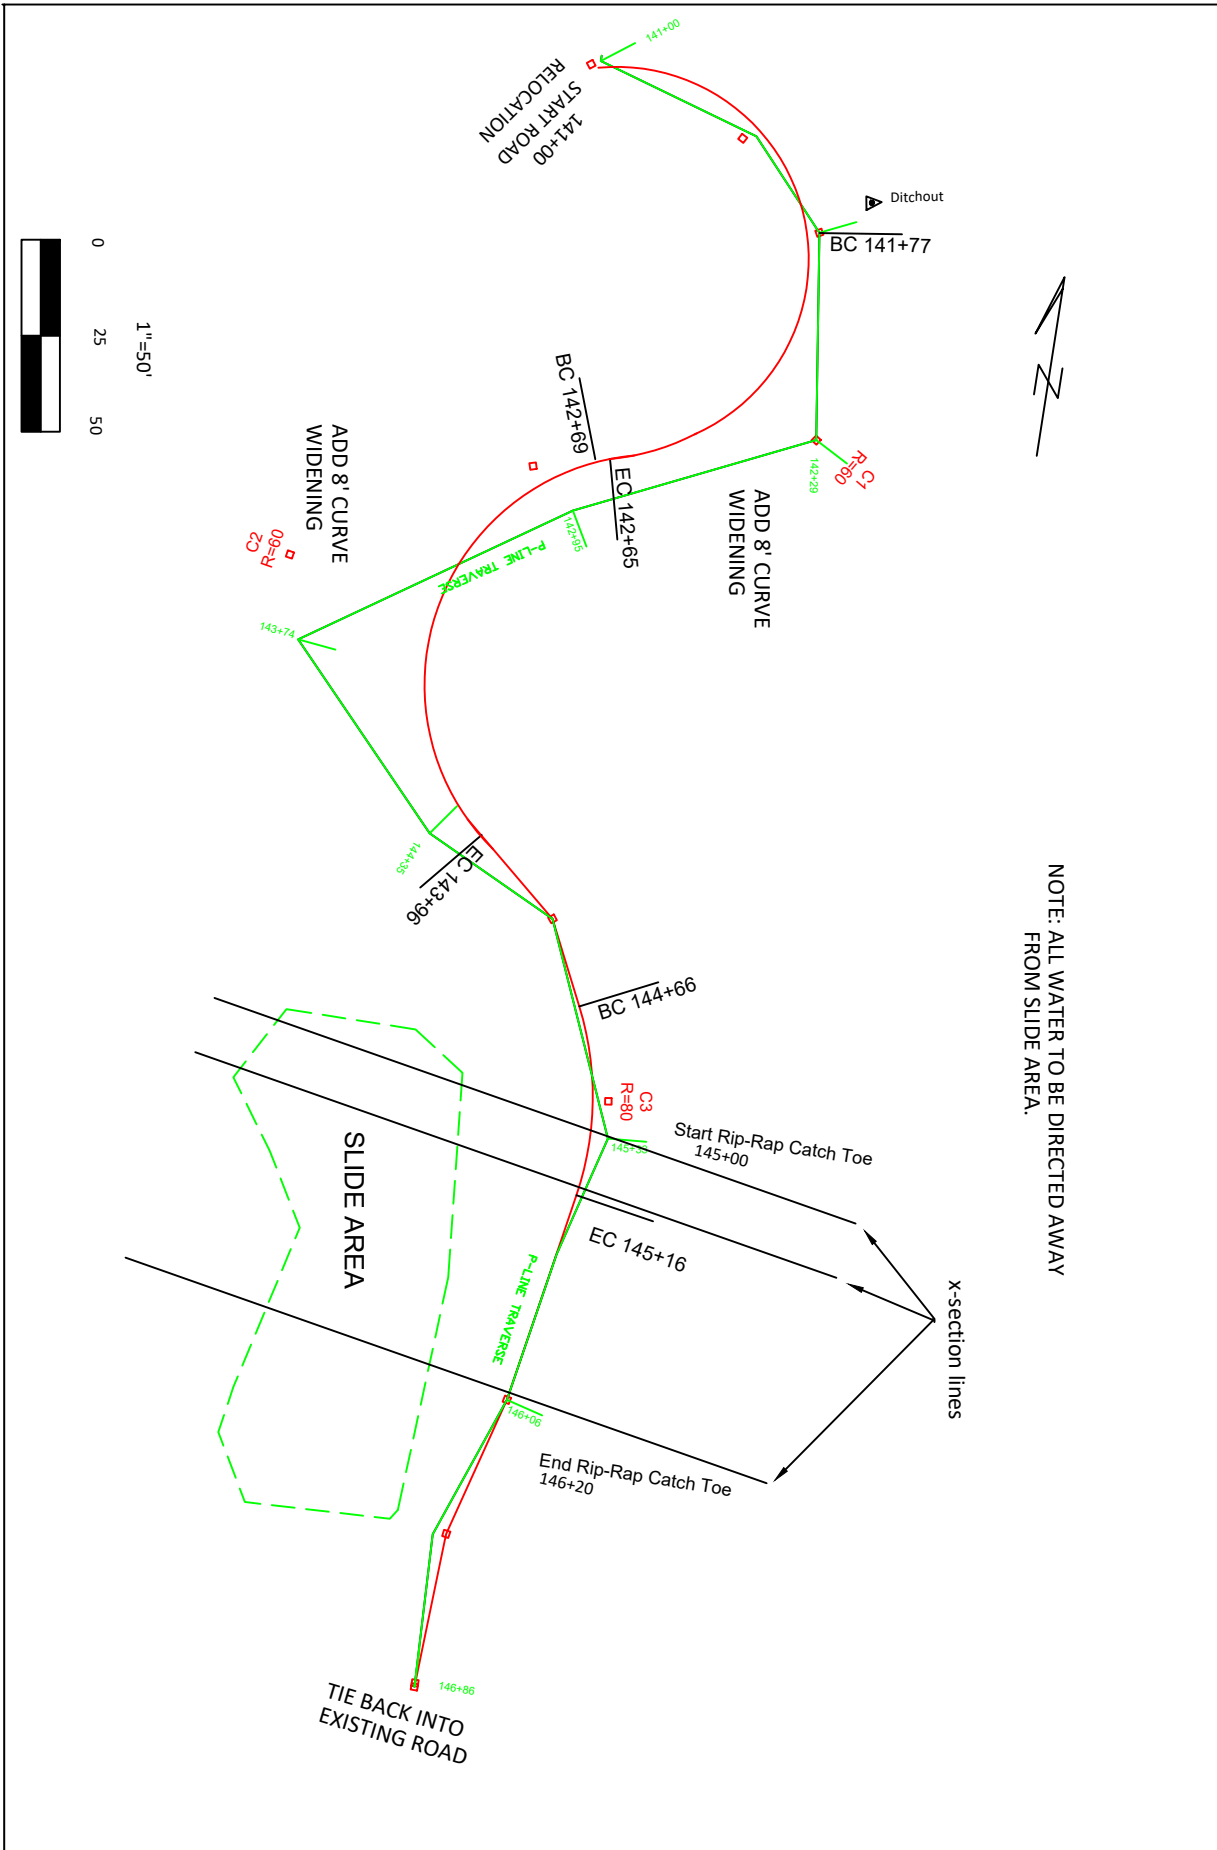 141+00
141+00
START ROAD
RELOCATION
Ditchout
BC 141+77
0
25
50
1"=50'
BC 142+69
EC 142+65
C1
R=60
142+29
ADD 8' CURVE
WIDENING
ADD 8' CURVE
WIDENING
142+95
P-LINE TRAVERSE
C2
R=60
143+74
144+35
EC 143+96
NOTE: ALL WATER TO BE DIRECTED AWAY
FROM SLIDE AREA.
BC 144+66
C3
R=80
Start Rip-Rap Catch Toe
145+00
EC 145+16
SLIDE AREA
P-LINE TRAVERSE
x-section lines
146+06
End Rip-Rap Catch Toe
146+20
146+86
TIE BACK INTO
EXISTING ROAD
N